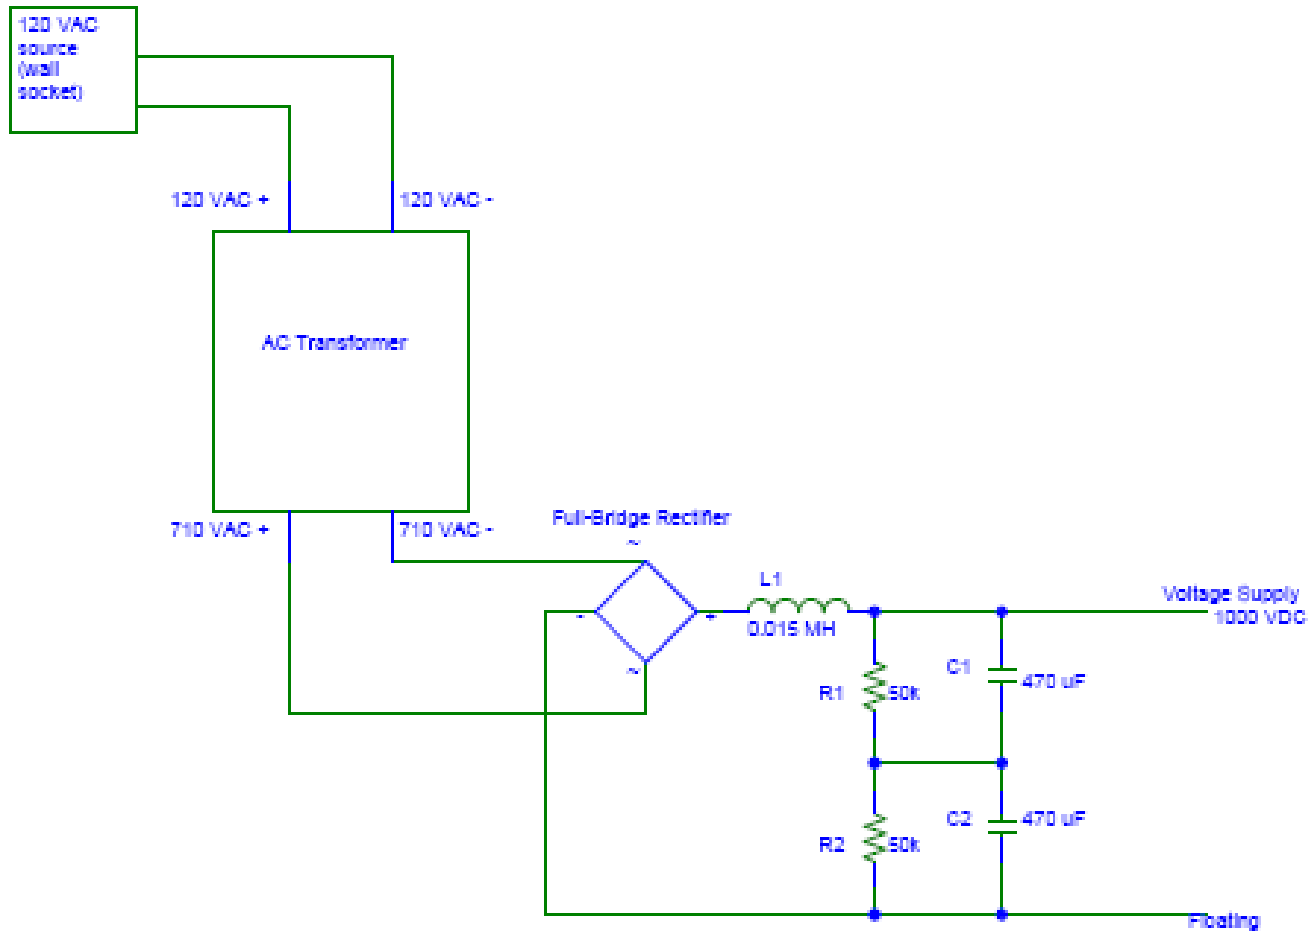 120 VAC
source
(wall
socket)
120 VAC +
120 VAC -
AC Transformer
710 VAC +
710 VAC -
Full-Bridge Rectifier
~
L1
-
+
0.015 MH
~
Voltage Supply
1000 VDC
R1
50k
C1
470 uF
R2
50k
C2
470 uF
Floating